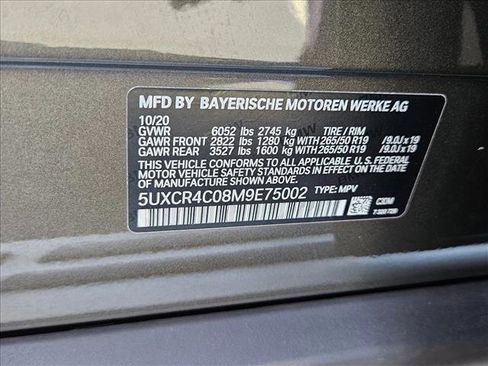 MFD BY BAYERISCHE MOTOREN WERKE AG
10/20
GVWR 6052 lbs 2745 kg TIRE / RIM
GAWR FRONT 2822 lbs 1280 kg 265/50 R19 /9.0J x 19
GAWR REAR 3527 lbs 1600 kg 265/50 R19 /9.0J x 19
THIS VEHICLE CONFORMS TO ALL APPLICABLE U.S. FEDERAL
MOTOR VEHICLE SAFETY STANDARDS IN EFFECT ON THE DATE
OF MANUFACTURE SHOWN ABOVE.
5UXCR4C08M9E75002 TYPE: MPV